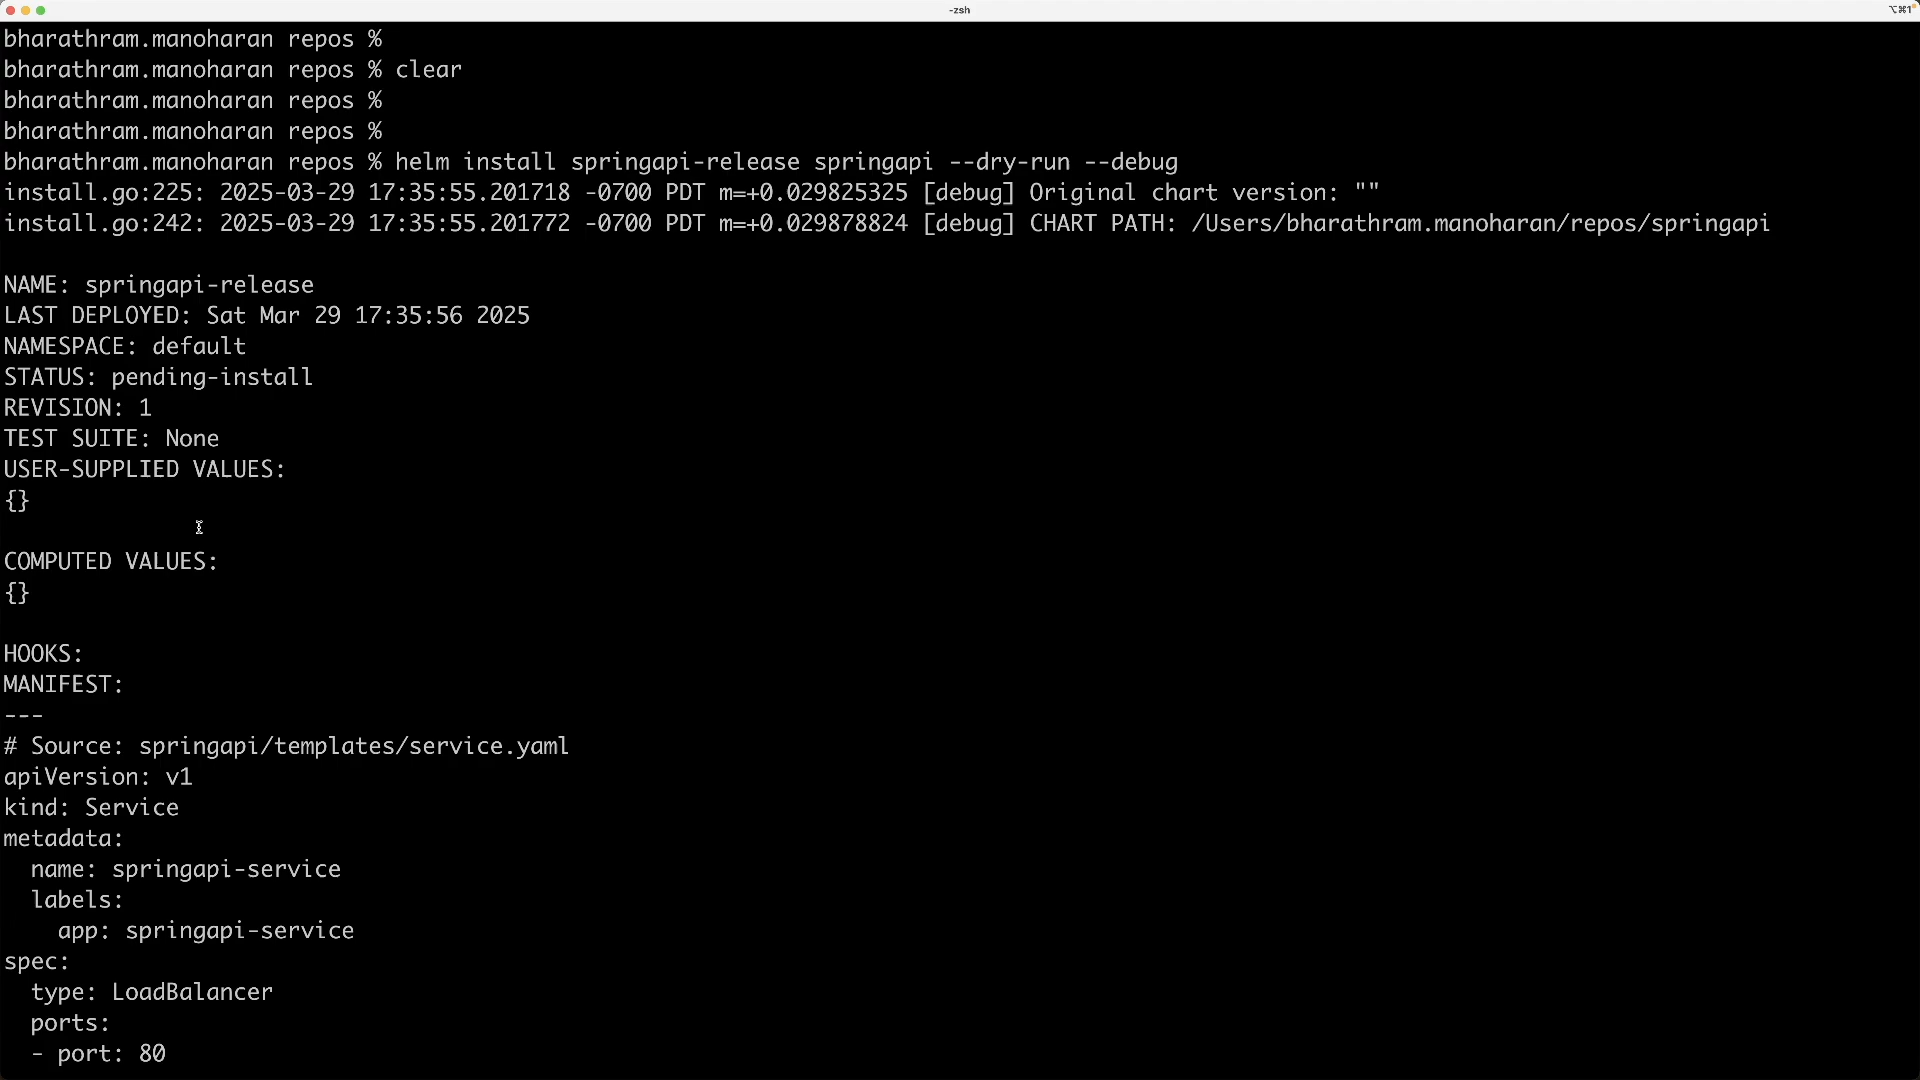 -zsh
⌥⌘1
bharathram.manoharan repos %
bharathram.manoharan repos % clear
bharathram.manoharan repos %
bharathram.manoharan repos %
bharathram.manoharan repos % helm install springapi-release springapi --dry-run --debug
install.go:225: 2025-03-29 17:35:55.201718 -0700 PDT m=+0.029825325 [debug] Original chart version: ""
install.go:242: 2025-03-29 17:35:55.201772 -0700 PDT m=+0.029878824 [debug] CHART PATH: /Users/bharathram.manoharan/repos/springapi
NAME: springapi-release
LAST DEPLOYED: Sat Mar 29 17:35:56 2025
NAMESPACE: default
STATUS: pending-install
REVISION: 1
TEST SUITE: None
USER-SUPPLIED VALUES:
{}
COMPUTED VALUES:
{}
HOOKS:
MANIFEST:
---
# Source: springapi/templates/service.yaml
apiVersion: v1
kind: Service
metadata:
  name: springapi-service
  labels:
    app: springapi-service
spec:
  type: LoadBalancer
  ports:
  - port: 80